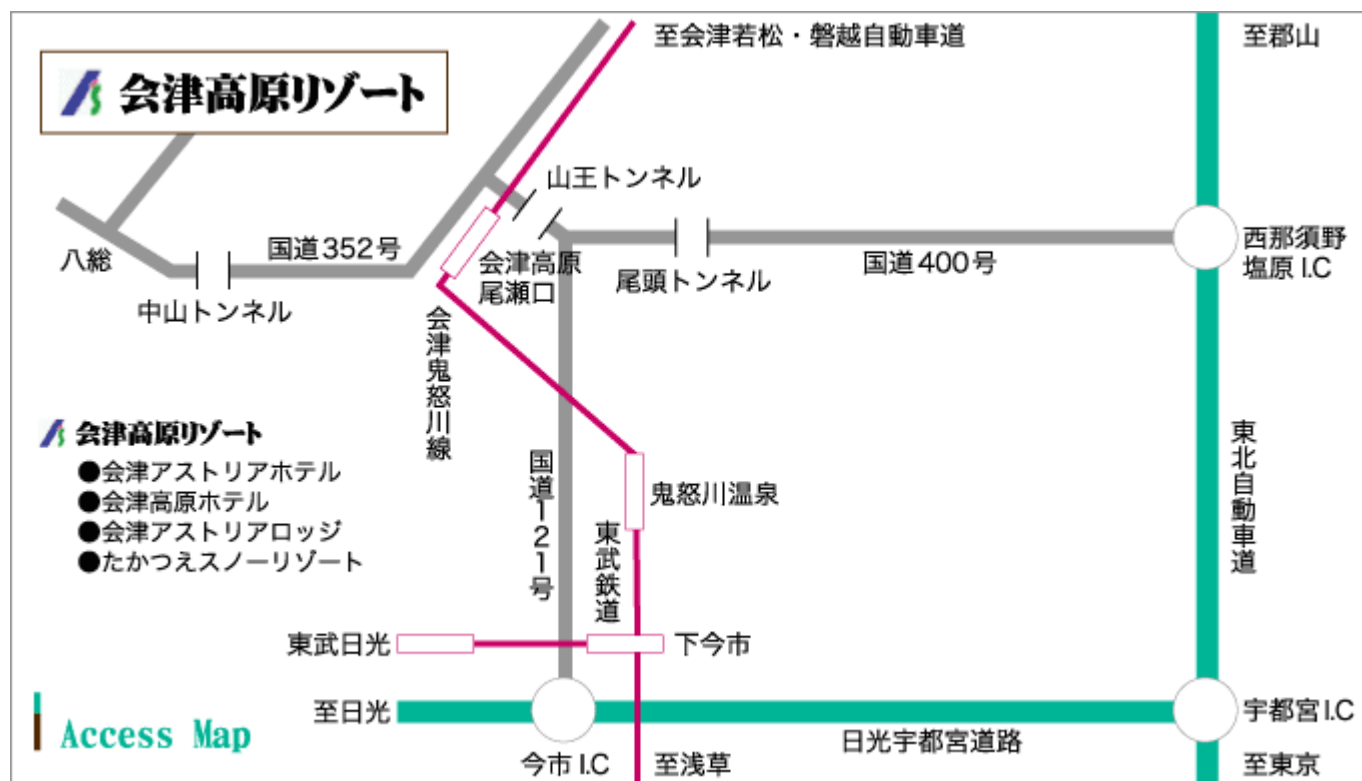 至会津若松・磐越自動車道
至郡山
会津高原リゾート
山王トンネル
八総
国道352号
会津高原
尾瀬口
尾頭トンネル
国道400号
西那須野
塩原I.C
中山トンネル
会津鬼怒川線
会津高原リゾート
●会津アストリアホテル
●会津高原ホテル
●会津アストリアロッジ
●たかつえスノーリゾート
国道121号
鬼怒川温泉
東武鉄道
東北自動車道
東武日光
下今市
至日光
宇都宮I.C
Access Map
日光宇都宮道路
今市I.C
至浅草
至東京